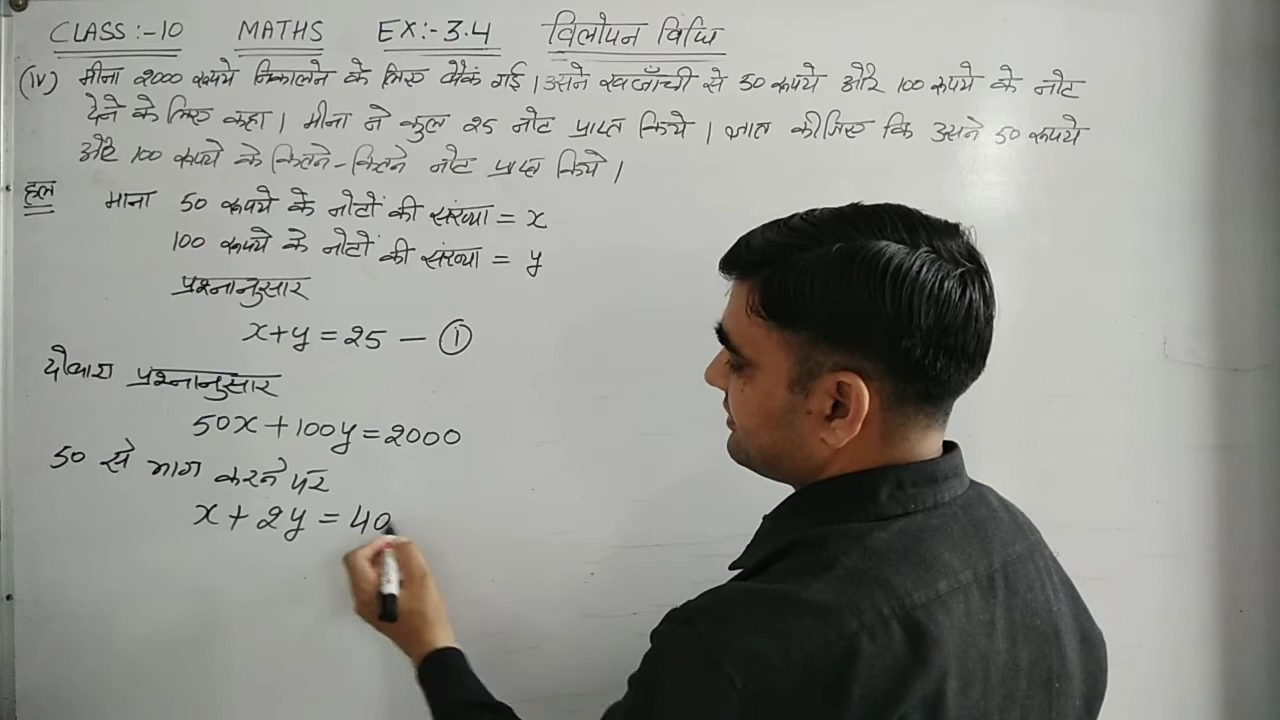 CLASS :- 10 MATHS EX:- 3.4 विलोपन विधि
(iv) मीना 2000 रूपये निकालने के लिए बैंक गई। उसने खजाँची से 50 रूपये और 100 रूपये के नोट
देने के लिए कहा। मीना ने कुल 25 नोट प्राप्त किये। ज्ञात कीजिए कि उसने 50 रूपये
और 100 रूपये के कितने-कितने नोट प्राप्त किये।
हल माना 50 रूपये के नोटों की संख्या = x
100 रूपये के नोटों की संख्या = y
प्रश्नानुसार
x+y=25 — ①
दोबारा प्रश्नानुसार
50x+100y=2000
50 से भाग करने पर
x + 2y = 40